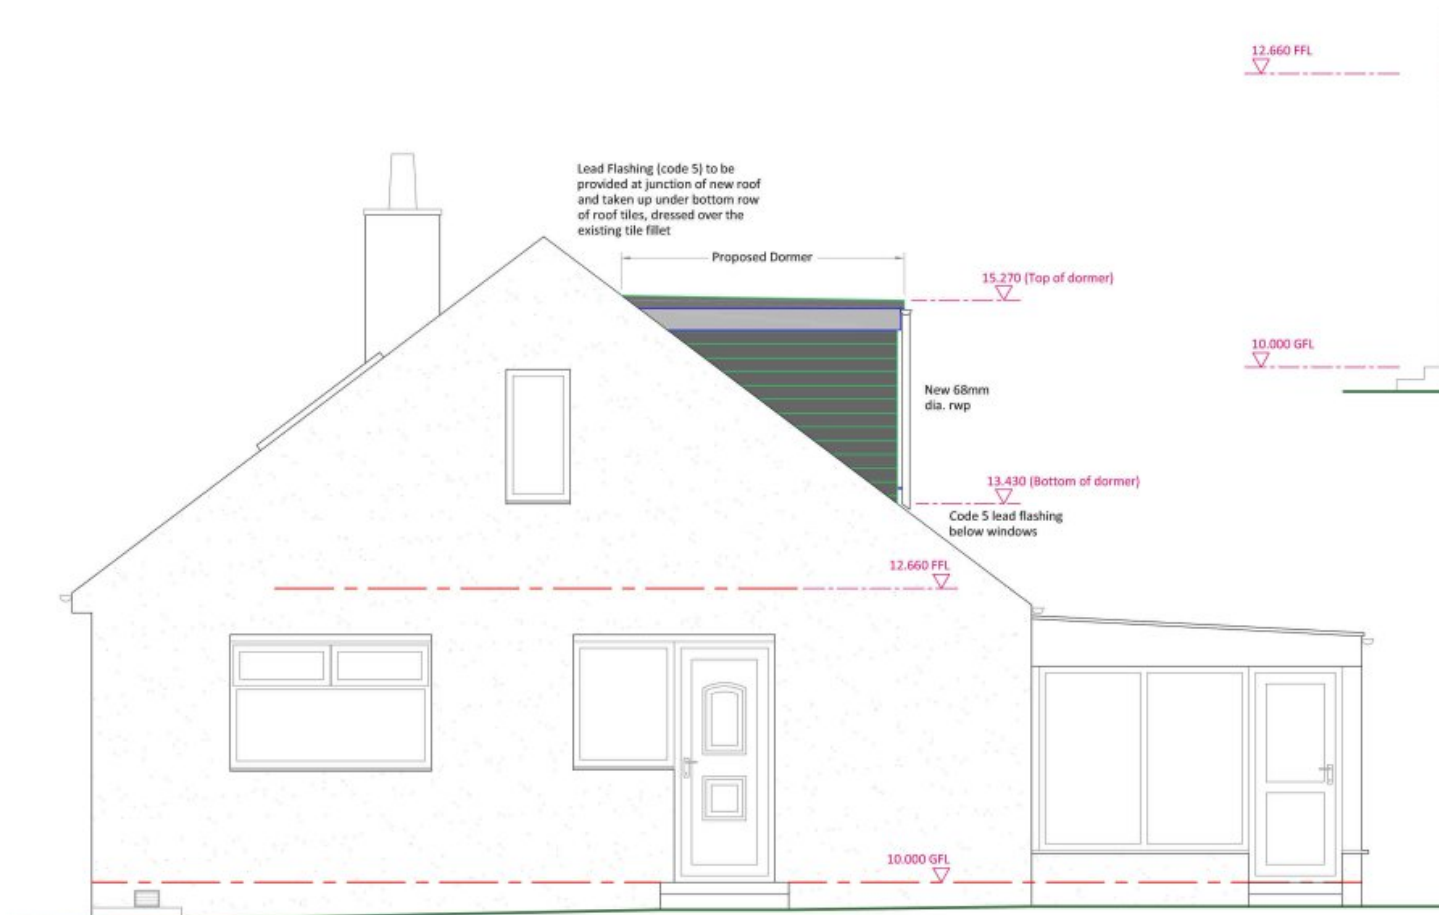 12.660 FFL
Lead Flashing (code 5) to be
provided at junction of new roof
and taken up under bottom row
of roof tiles, dressed over the
existing tile fillet
Proposed Dormer
15.270 (Top of dormer)
10.000 GFL
New 68mm
dia. rwp
13.430 (Bottom of dormer)
Code 5 lead flashing
below windows
12.660 FFL
10.000 GFL